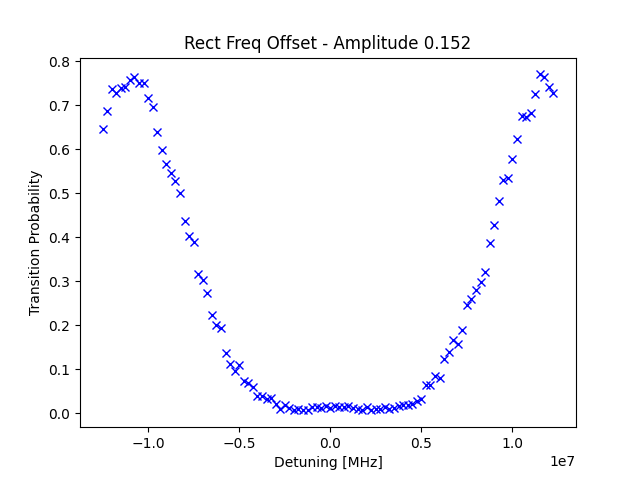 Rect Freq Offset - Amplitude 0.152
Transition Probability
0.8
0.7
0.6
0.5
0.4
0.3
0.2
0.1
0.0
−1.0 −0.5 0.0 0.5 1.0
1e7
Detuning [MHz]